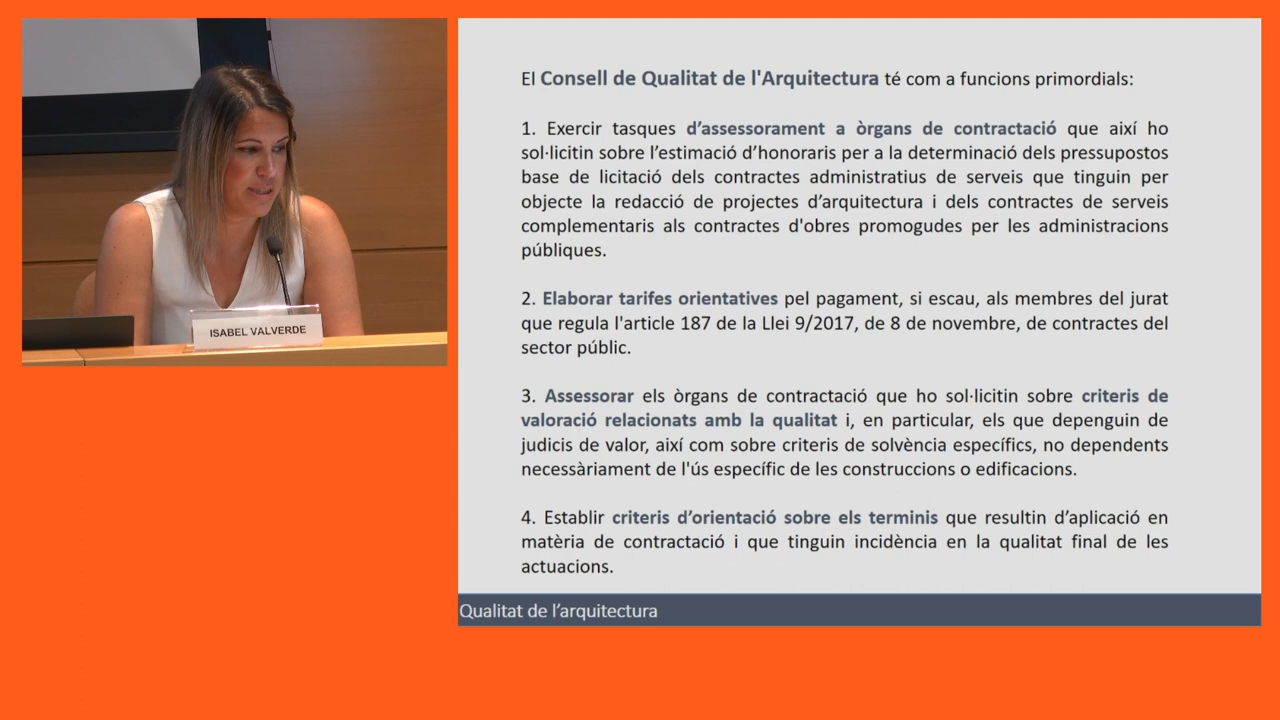 ISABEL VALVERDE
El Consell de Qualitat de l'Arquitectura té com a funcions primordials:
1. Exercir tasques d’assessorament a òrgans de contractació que així ho
sol·licitin sobre l’estimació d’honoraris per a la determinació dels pressupostos
base de licitació dels contractes administratius de serveis que tinguin per
objecte la redacció de projectes d’arquitectura i dels contractes de serveis
complementaris als contractes d'obres promogudes per les administracions
públiques.
2. Elaborar tarifes orientatives pel pagament, si escau, als membres del jurat
que regula l'article 187 de la Llei 9/2017, de 8 de novembre, de contractes del
sector públic.
3. Assessorar els òrgans de contractació que ho sol·licitin sobre criteris de
valoració relacionats amb la qualitat i, en particular, els que depenguin de
judicis de valor, així com sobre criteris de solvència específics, no dependents
necessàriament de l'ús específic de les construccions o edificacions.
4. Establir criteris d’orientació sobre els terminis que resultin d’aplicació en
matèria de contractació i que tinguin incidència en la qualitat final de les
actuacions.
Qualitat de l’arquitectura